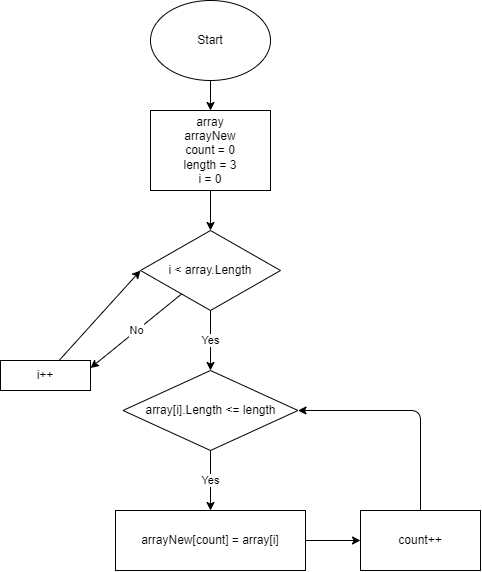 Start
array
arrayNew
count = 0
length = 3
i = 0
i < array.Length
No
Yes
i++
array[i].Length <= length
Yes
arrayNew[count] = array[i]
count++